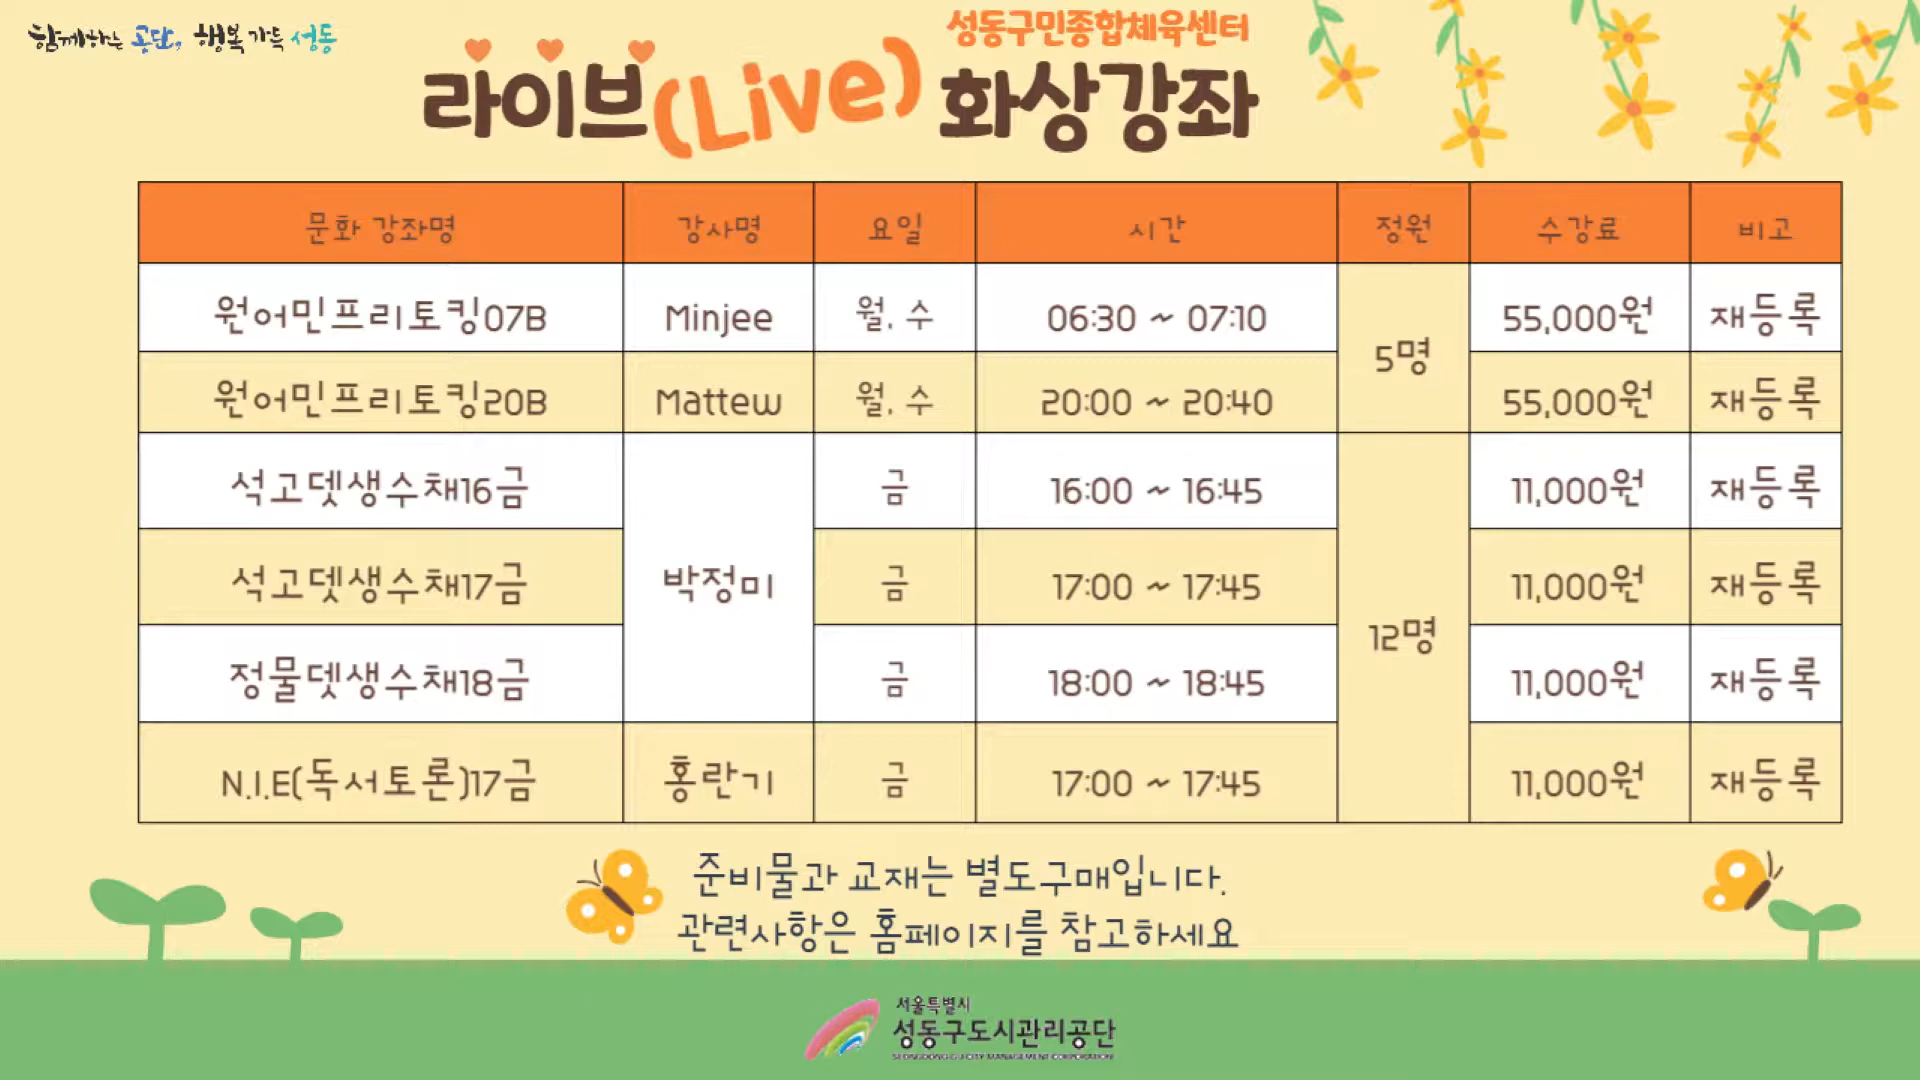 함께하는 공단, 행복 가득 성동
성동구민종합체육센터
라이브(Live) 화상강좌
문화 강좌명 강사명 요일 시간 정원 수강료 비고
원어민프리토킹07B Minjee 월, 수 06:30 ~ 07:10 5명 55,000원 재등록
원어민프리토킹20B Mattew 월, 수 20:00 ~ 20:40 55,000원 재등록
석고뎃생수채16금 박정미 금 16:00 ~ 16:45 12명 11,000원 재등록
석고뎃생수채17금 금 17:00 ~ 17:45 11,000원 재등록
정물뎃생수채18금 금 18:00 ~ 18:45 11,000원 재등록
N.I.E(독서토론)17금 홍란기 금 17:00 ~ 17:45 11,000원 재등록
준비물과 교재는 별도구매입니다.
관련사항은 홈페이지를 참고하세요
서울특별시
성동구도시관리공단
SEONGDONG GU CITY MANAGEMENT CORPORATION